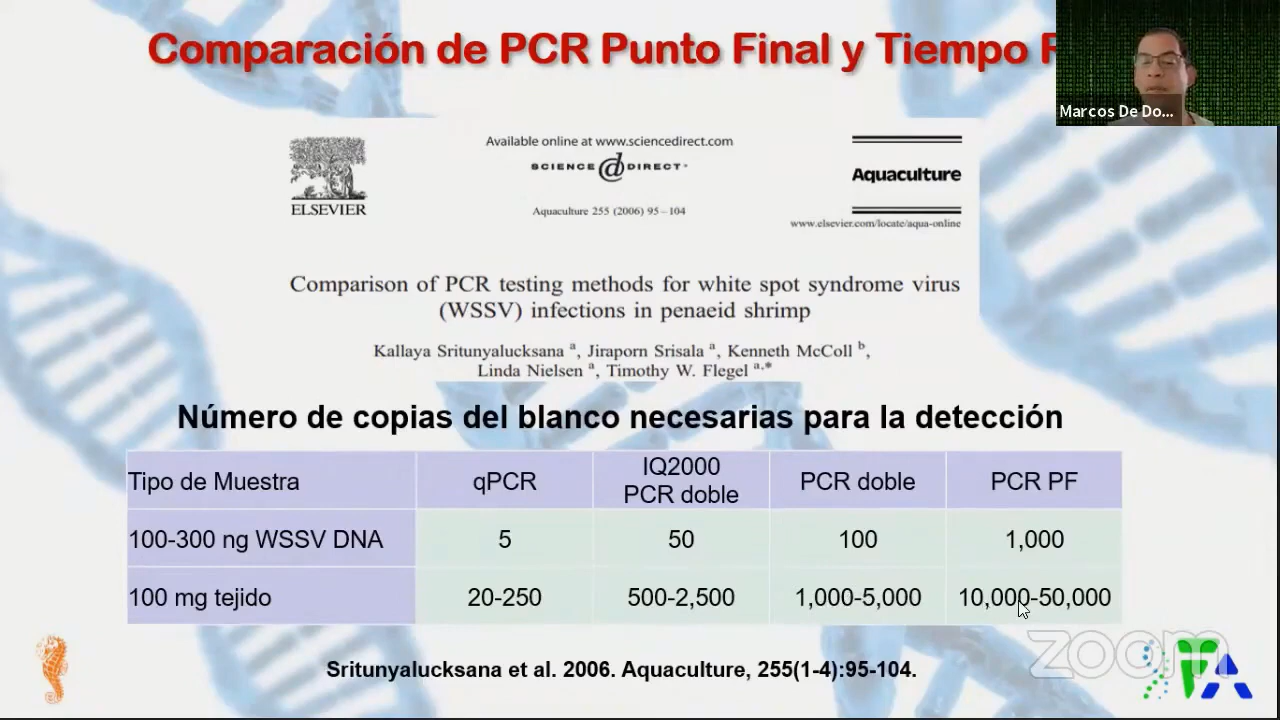 Comparación de PCR Punto Final y Tiempo
Marcos De Do...
ELSEVIER
Available online at www.sciencedirect.com
SCIENCE DIRECT
Aquaculture 255 (2006) 95–104
Aquaculture
www.elsevier.com/locate/aqua-online
Comparison of PCR testing methods for white spot syndrome virus
(WSSV) infections in penaeid shrimp
Kallaya Sritunyalucksana a, Jiraporn Srisala a, Kenneth McColl b,
Linda Nielsen a, Timothy W. Flegel a,*
Número de copias del blanco necesarias para la detección
Tipo de Muestra qPCR IQ2000 PCR doble PCR doble PCR PF
100-300 ng WSSV DNA 5 50 100 1,000
100 mg tejido 20-250 500-2,500 1,000-5,000 10,000-50,000
Sritunyalucksana et al. 2006. Aquaculture, 255(1-4):95-104.
zoom